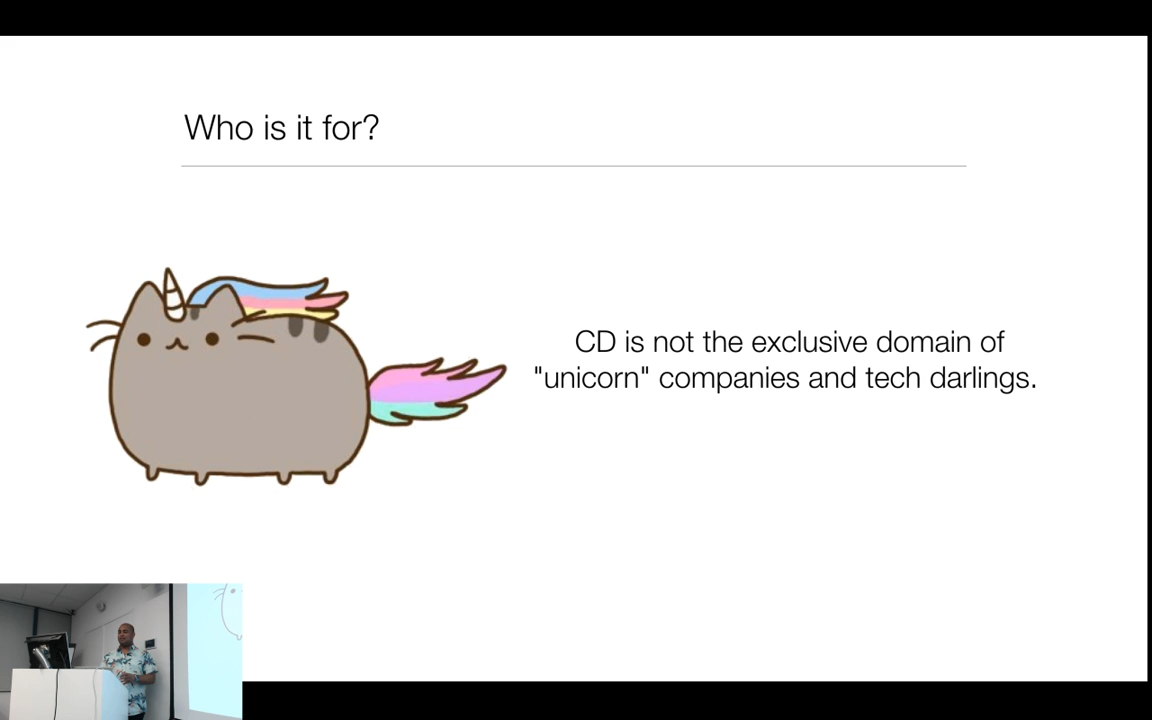 Who is it for?
CD is not the exclusive domain of
"unicorn" companies and tech darlings.